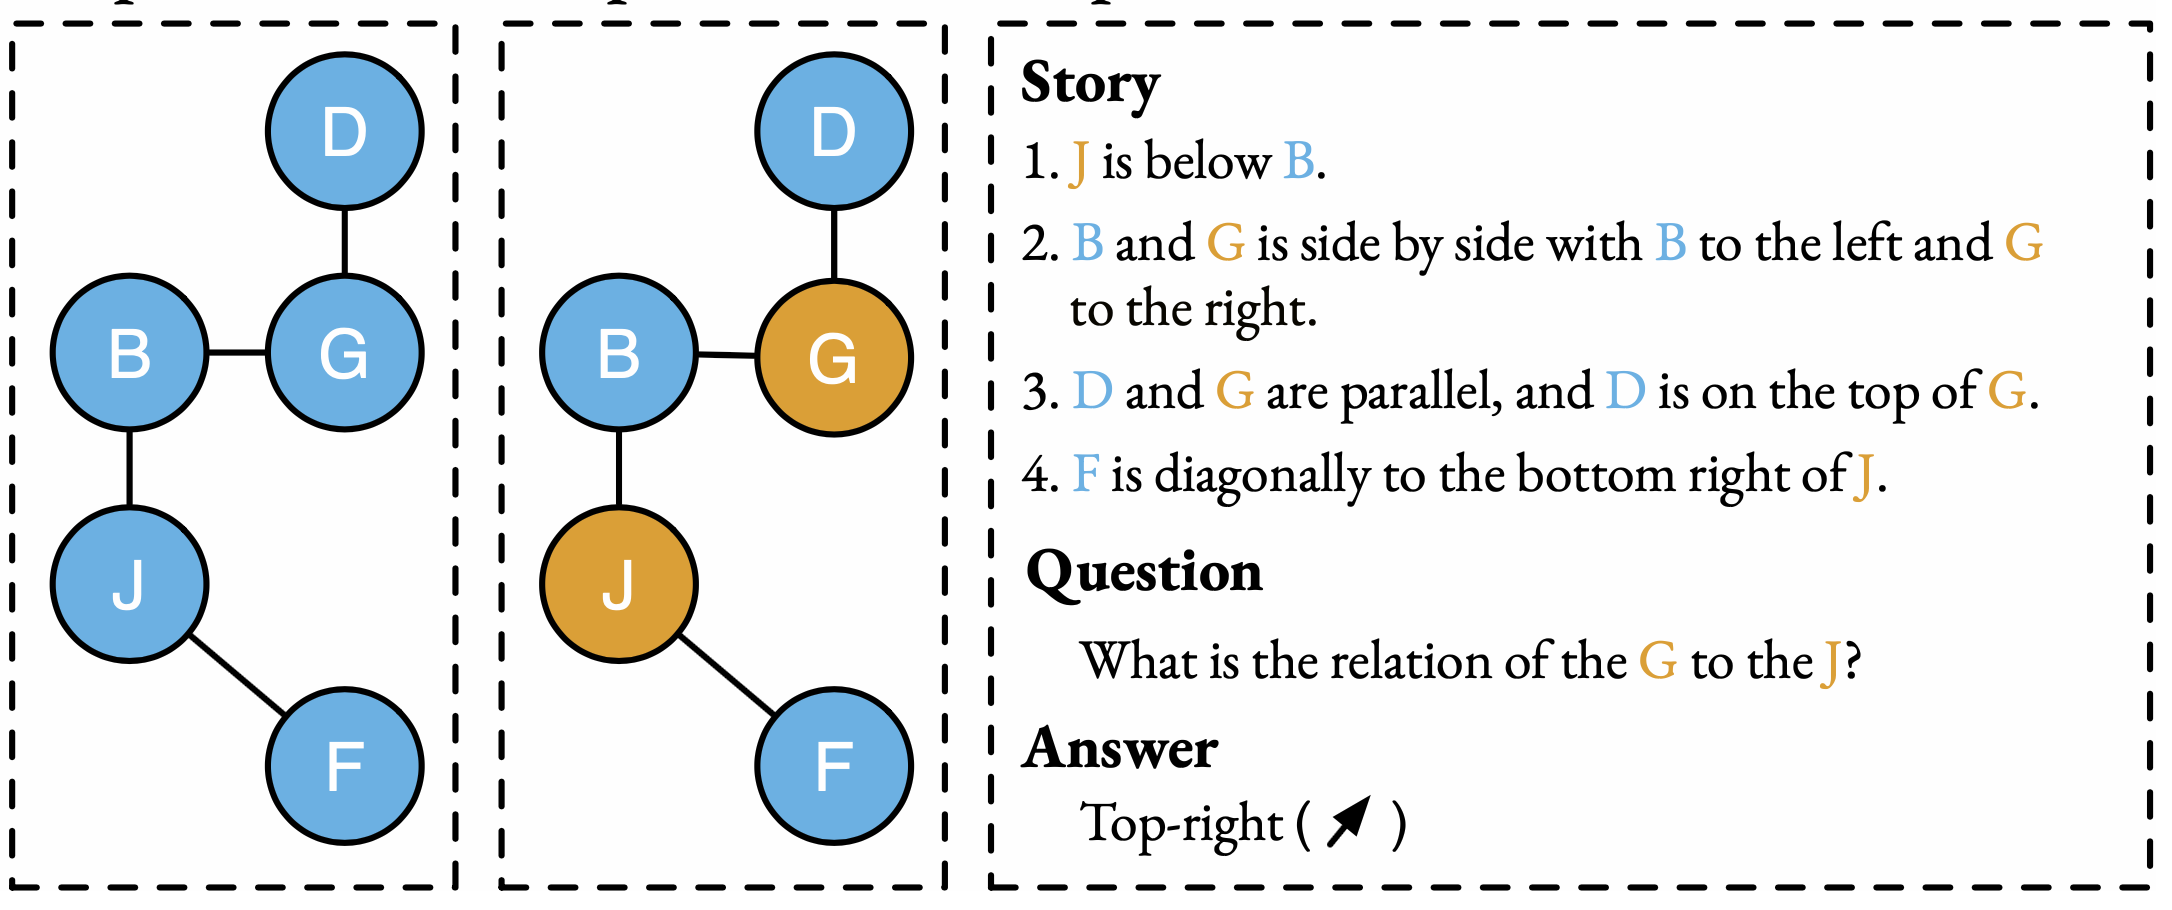 D
B
G
J
F
D
B
G
J
F
Story
1. J is below B.
2. B and G is side by side with B to the left and G
to the right.
3. D and G are parallel, and D is on the top of G.
4. F is diagonally to the bottom right of J.
Question
What is the relation of the G to the J?
Answer
Top-right ( )